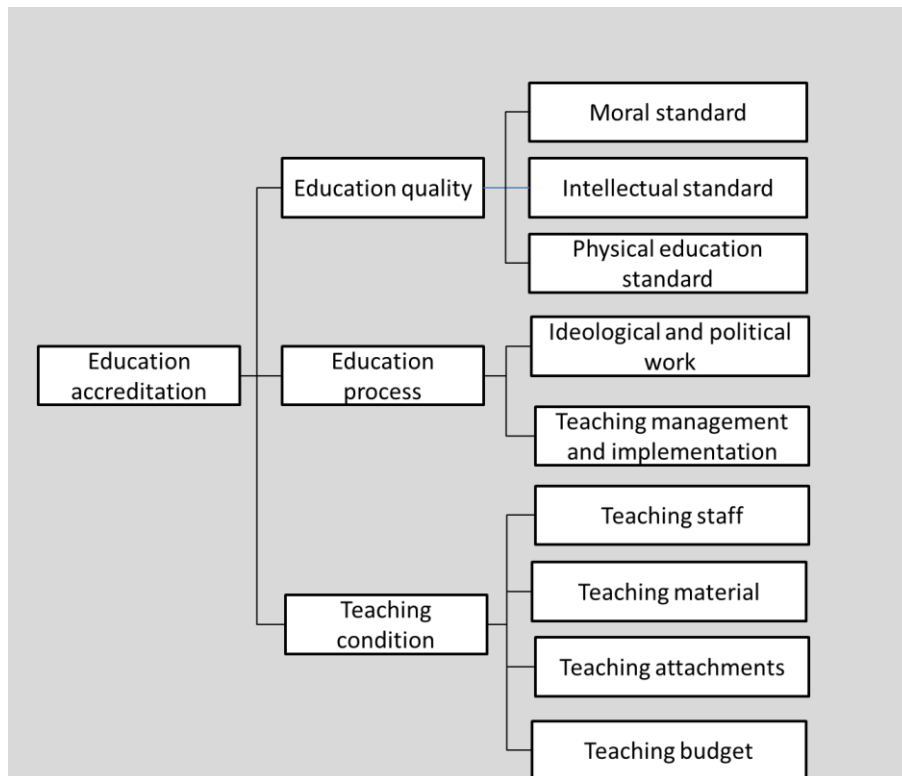 Moral standard
Education quality
Intellectual standard
Physical education
standard
Ideological and political
work
Education
accreditation
Education
process
Teaching management
and implementation
Teaching staff
Teaching material
Teaching
condition
Teaching attachments
Teaching budget